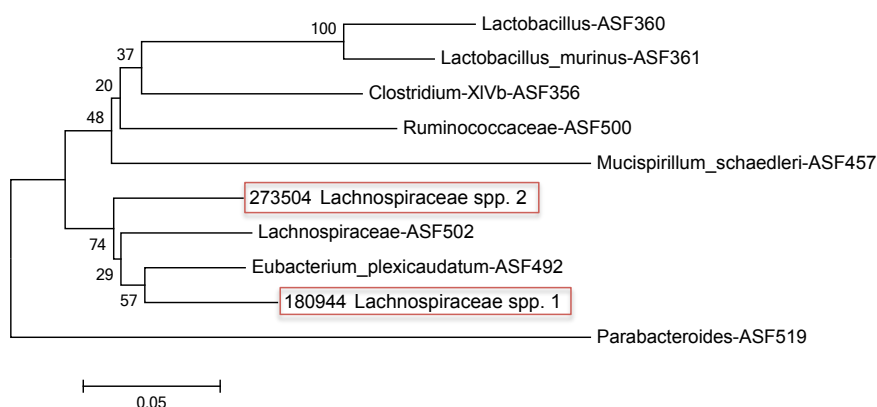 100
Lactobacillus-ASF360
Lactobacillus_murinus-ASF361
37
Clostridium-XIVb-ASF356
20
Ruminococcaceae-ASF500
48
Mucispirillum_schaedleri-ASF457
273504 Lachnospiraceae spp. 2
74
Lachnospiraceae-ASF502
29
Eubacterium_plexicaudatum-ASF492
57
180944 Lachnospiraceae spp. 1
Parabacteroides-ASF519
0.05